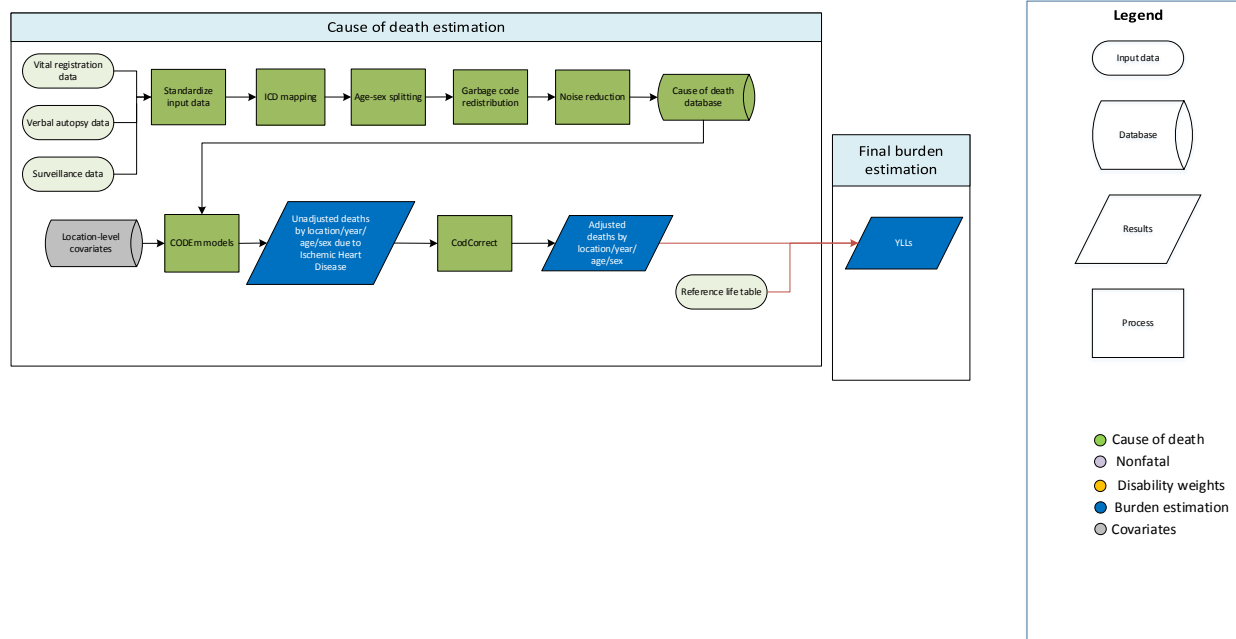 Cause of death estimation
Vital registration
data
Verbal autopsy data
Surveillance data
Standardize
input data
ICD mapping
Age-sex splitting
Garbage code
redistribution
Noise reduction
Cause of death
database
Location-level
covariates
CODEm models
Unadjusted deaths
by location/year/
age/sex due to
Ischemic Heart
Disease
CodCorrect
Adjusted
deaths by
location/year/
age/sex
Reference life table
Final burden
estimation
YLLs
Legend
Input data
Database
Results
Process
Cause of death
Nonfatal
Disability weights
Burden estimation
Covariates